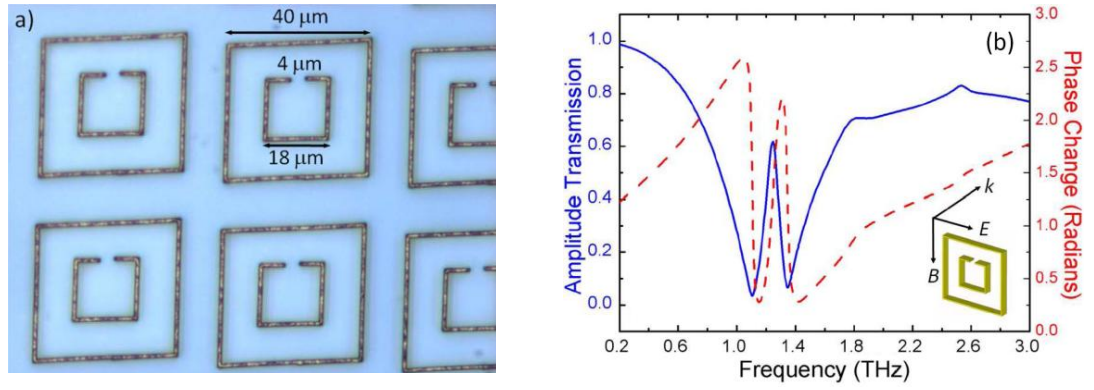 a)
40 μm
4 μm
18 μm
(b)
Amplitude Transmission
1.0
0.8
0.6
0.4
0.2
0.0
0.2
0.6
1.0
1.4
1.8
2.2
2.6
3.0
Frequency (THz)
3.0
2.5
2.0
1.5
1.0
0.5
0.0
Phase Change (Radians)
k
E
B